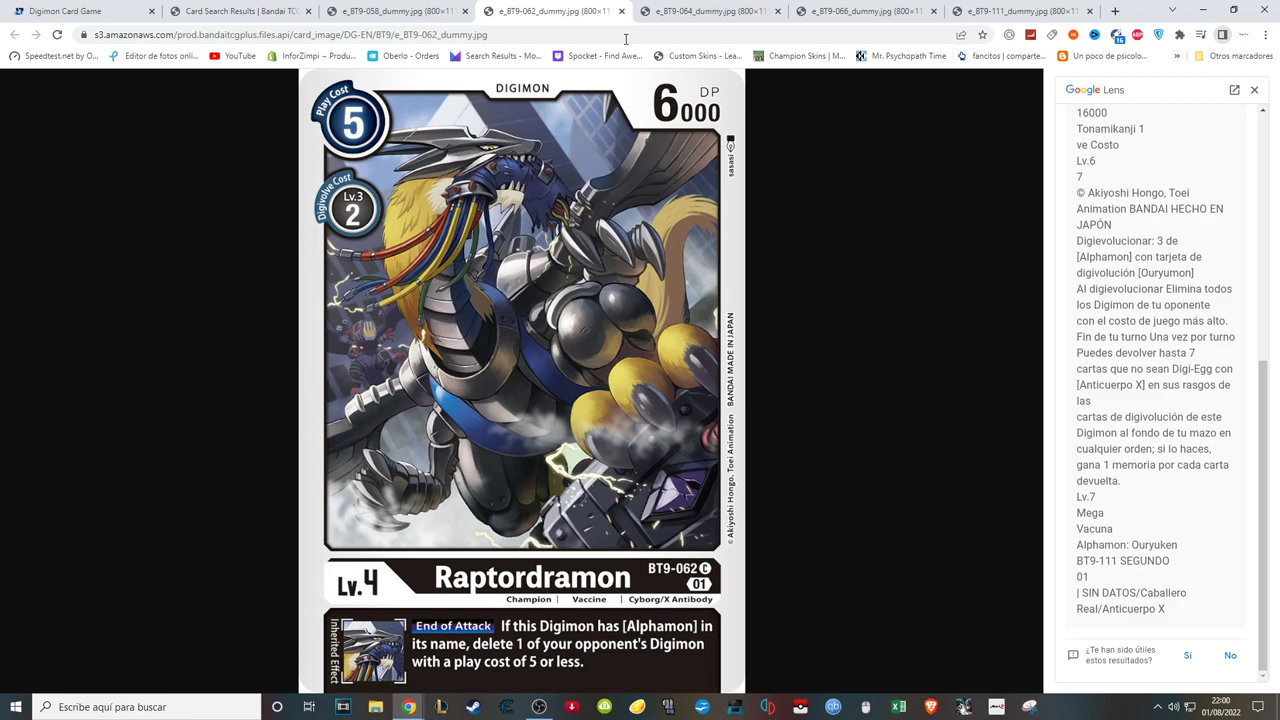 Digimon Card Game
Card Search Results | Bandai TC
e_BT9-058_dummy.jpg (800×11
e_BT9-062_dummy.jpg (800×11
e_BT9-064_dummy.jpg (800×11
e_BT9-066_dummy.jpg (800×11
e_BT9-111_dummy.jpg (800×11
s3.amazonaws.com/prod.bandaitcgplus.files.api/card_image/DG-EN/BT9/e_BT9-062_dummy.jpg
Speedtest.net by O...
Editor de fotos onli...
YouTube
InforZimpi – Produ...
Oberlo - Orders
Search Results - Mo...
Spocket - Find Awe...
Custom Skins - Lea...
Champion Skins | M...
Mr. Psychopath Time
fancitos | comparte...
Un poco de psicolo...
»
Otros marcadores
Play Cost
5
DIGIMON
6000
DP
Digivolve Cost
Lv.3
2
sasasi
© Akiyoshi Hongo, Toei Animation BANDAI MADE IN JAPAN
Lv.4
Raptordramon
BT9-062 C
01
Champion | Vaccine | Cyborg/X Antibody
Inherited Effect
End of Attack If this Digimon has [Alphamon] in
its name, delete 1 of your opponent's Digimon
with a play cost of 5 or less.
Google Lens
16000
Tonamikanji 1
ve Costo
Lv.6
7
© Akiyoshi Hongo, Toei
Animation BANDAI HECHO EN
JAPÓN
Digievolucionar: 3 de
[Alphamon] con tarjeta de
digivolución [Ouryumon]
Al digievolucionar Elimina todos
los Digimon de tu oponente
con el costo de juego más alto.
Fin de tu turno Una vez por turno
Puedes devolver hasta 7
cartas que no sean Digi-Egg con
[Anticuerpo X] en sus rasgos de
las
cartas de digivolución de este
Digimon al fondo de tu mazo en
cualquier orden; si lo haces,
gana 1 memoria por cada carta
devuelta.
Lv.7
Mega
Vacuna
Alphamon: Ouryuken
BT9-111 SEGUNDO
01
| SIN DATOS/Caballero
Real/Anticuerpo X
¿Te han sido útiles
estos resultados?
Sí
No
Escribe aquí para buscar
22:00
01/08/2022